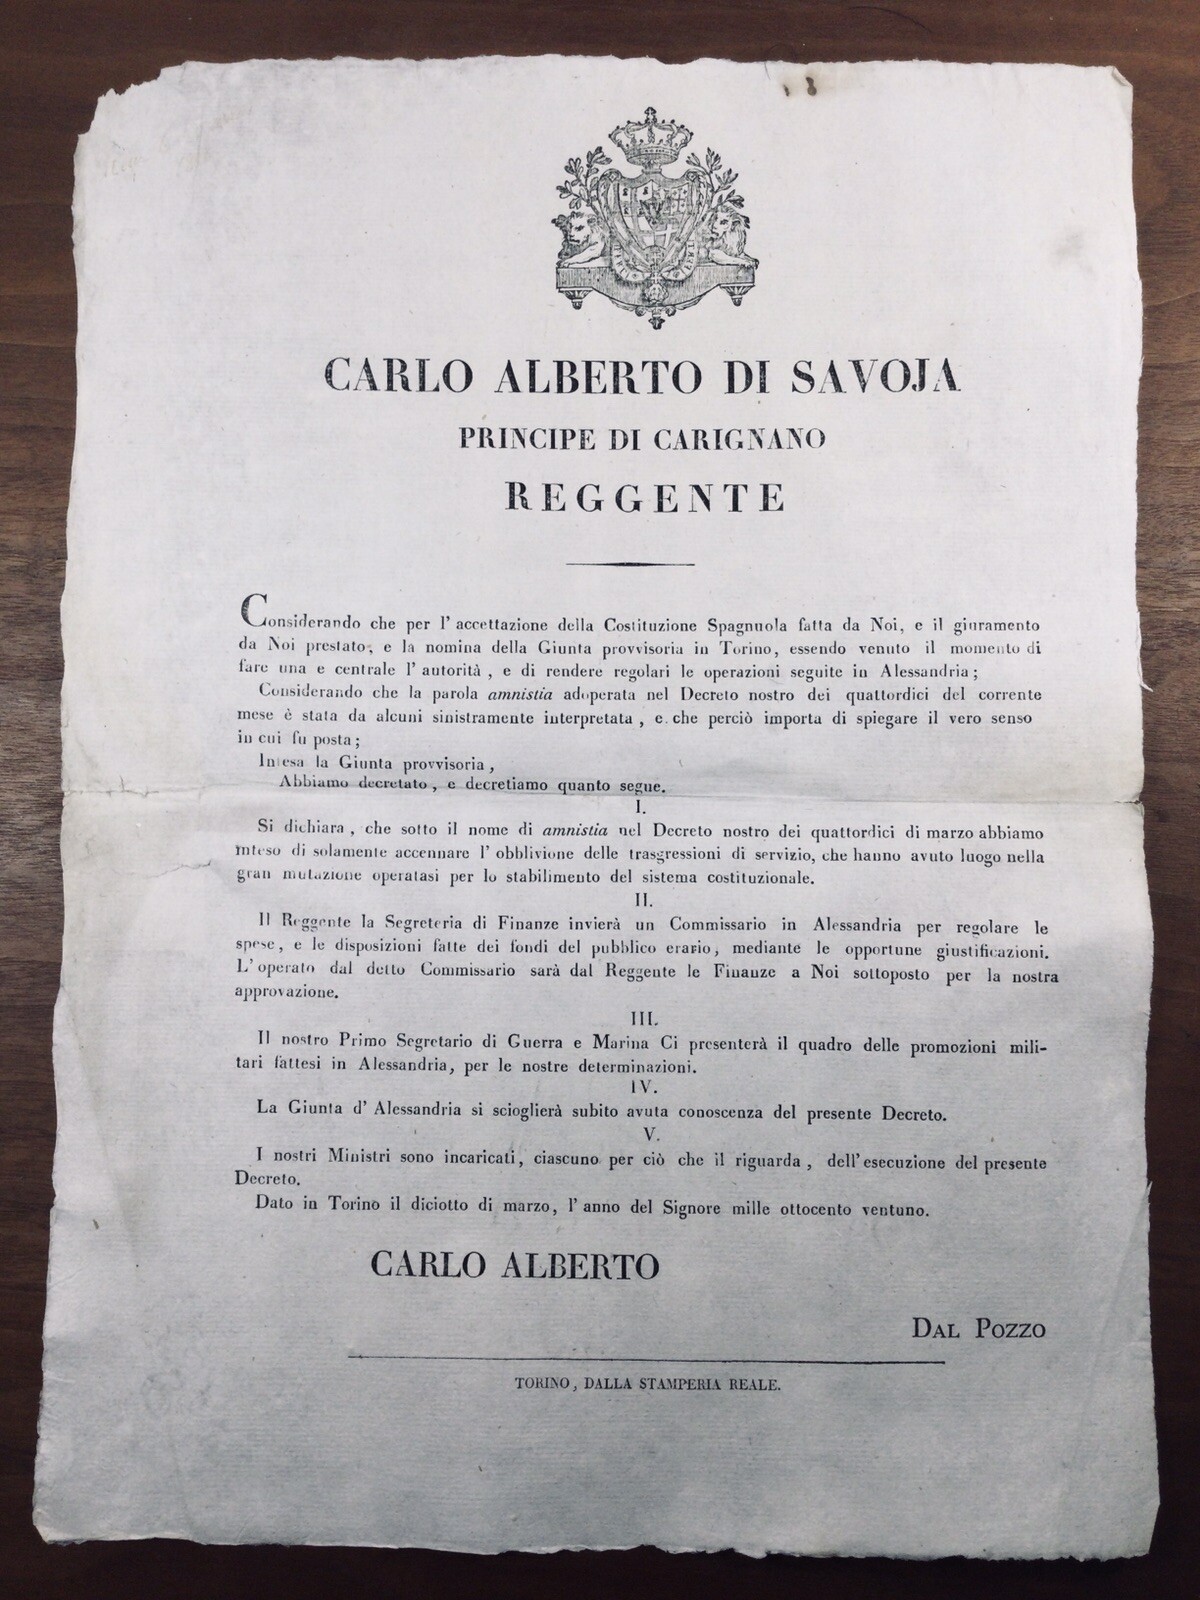 CARLO ALBERTO DI SAVOJA
PRINCIPE DI CARIGNANO
REGGENTE
Considerando che per l'accettazione della Costituzione Spagnuola fatta da Noi, e il giuramento
da Noi prestato, e la nomina della Giunta provvisoria in Torino, essendo venuto il momento di
fare una e centrale l'autorità, e di rendere regolari le operazioni seguite in Alessandria;
Considerando che la parola amnistia adoperata nel Decreto nostro dei quattordici del corrente
mese è stata da alcuni sinistramente interpretata, e che perciò importa di spiegare il vero senso
in cui fu posta;
Intesa la Giunta provvisoria,
Abbiamo decretato, e decretiamo quanto segue.
I.
Si dichiara, che sotto il nome di amnistia nel Decreto nostro dei quattordici di marzo abbiamo
inteso di solamente accennare l'obblivione delle trasgressioni di servizio, che hanno avuto luogo nella
gran mutazione operatasi per lo stabilimento del sistema costituzionale.
II.
Il Reggente la Segreteria di Finanze invierà un Commissario in Alessandria per regolare le
spese, e le disposizioni fatte dei fondi del pubblico erario, mediante le opportune giustificazioni.
L'operato dal detto Commissario sarà dal Reggente le Finanze a Noi sottoposto per la nostra
approvazione.
III.
Il nostro Primo Segretario di Guerra e Marina Ci presenterà il quadro delle promozioni mili-
tari fattesi in Alessandria, per le nostre determinazioni.
IV.
La Giunta d'Alessandria si scioglierà subito avuta conoscenza del presente Decreto.
V.
I nostri Ministri sono incaricati, ciascuno per ciò che il riguarda, dell'esecuzione del presente
Decreto.
Dato in Torino il diciotto di marzo, l'anno del Signore mille ottocento ventuno.
CARLO ALBERTO
DAL POZZO
TORINO, DALLA STAMPERIA REALE.